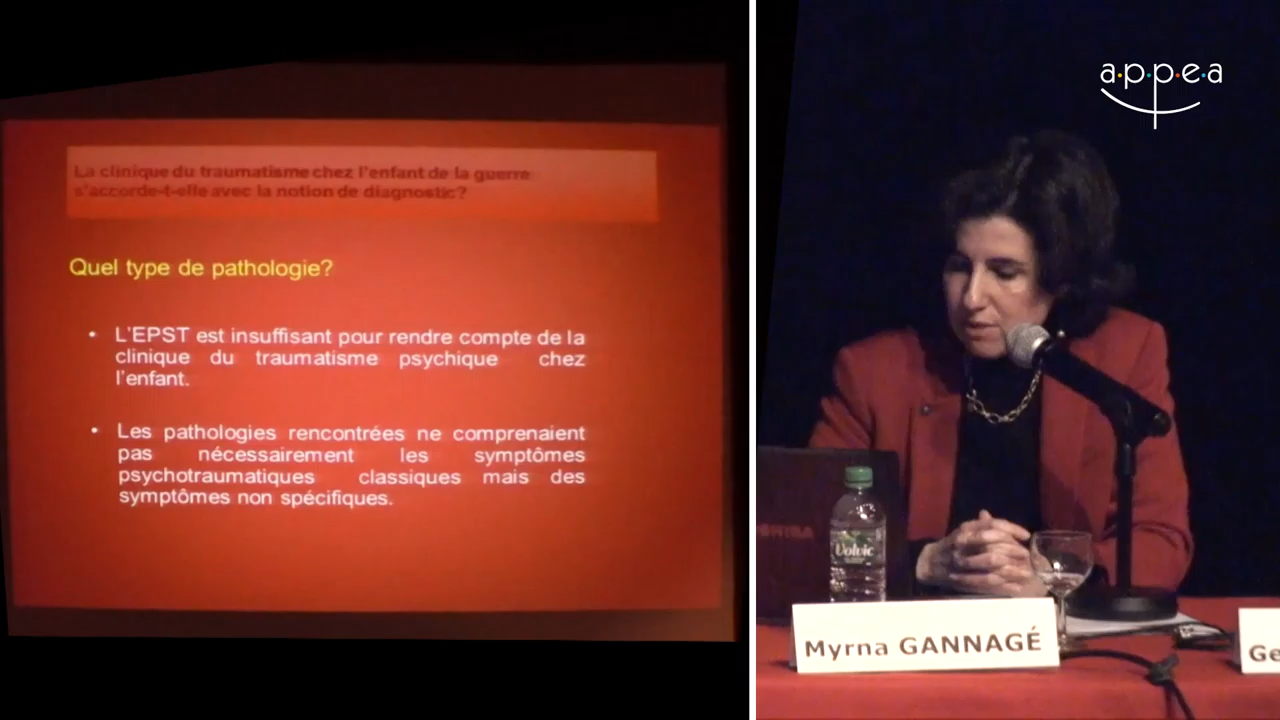 La clinique du traumatisme chez l'enfant de la guerre
s'accorde-t-elle avec la notion de diagnostic?
Quel type de pathologie?
• L'EPST est insuffisant pour rendre compte de la
clinique du traumatisme psychique chez
l'enfant.
• Les pathologies rencontrées ne comprenaient
pas nécessairement les symptômes
psychotraumatiques classiques mais des
symptômes non spécifiques.
a·p·p·e·a
TOSHIBA
Volvic
Myrna GANNAGÉ
Ge